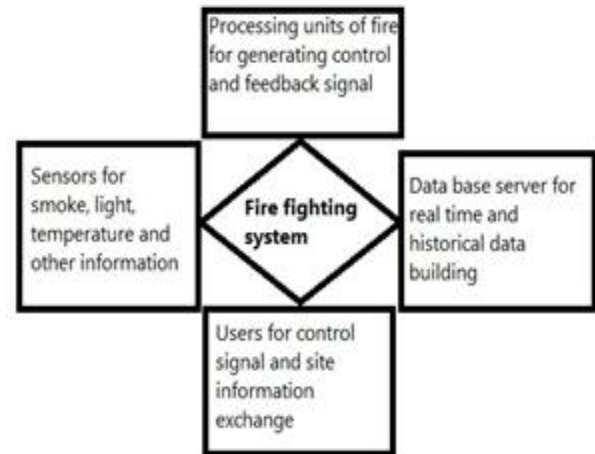 Processing units of fire
for generating control
and feedback signal
Sensors for
smoke, light,
temperature and
other information
Fire fighting
system
Data base server for
real time and
historical data
building
Users for control
signal and site
information
exchange